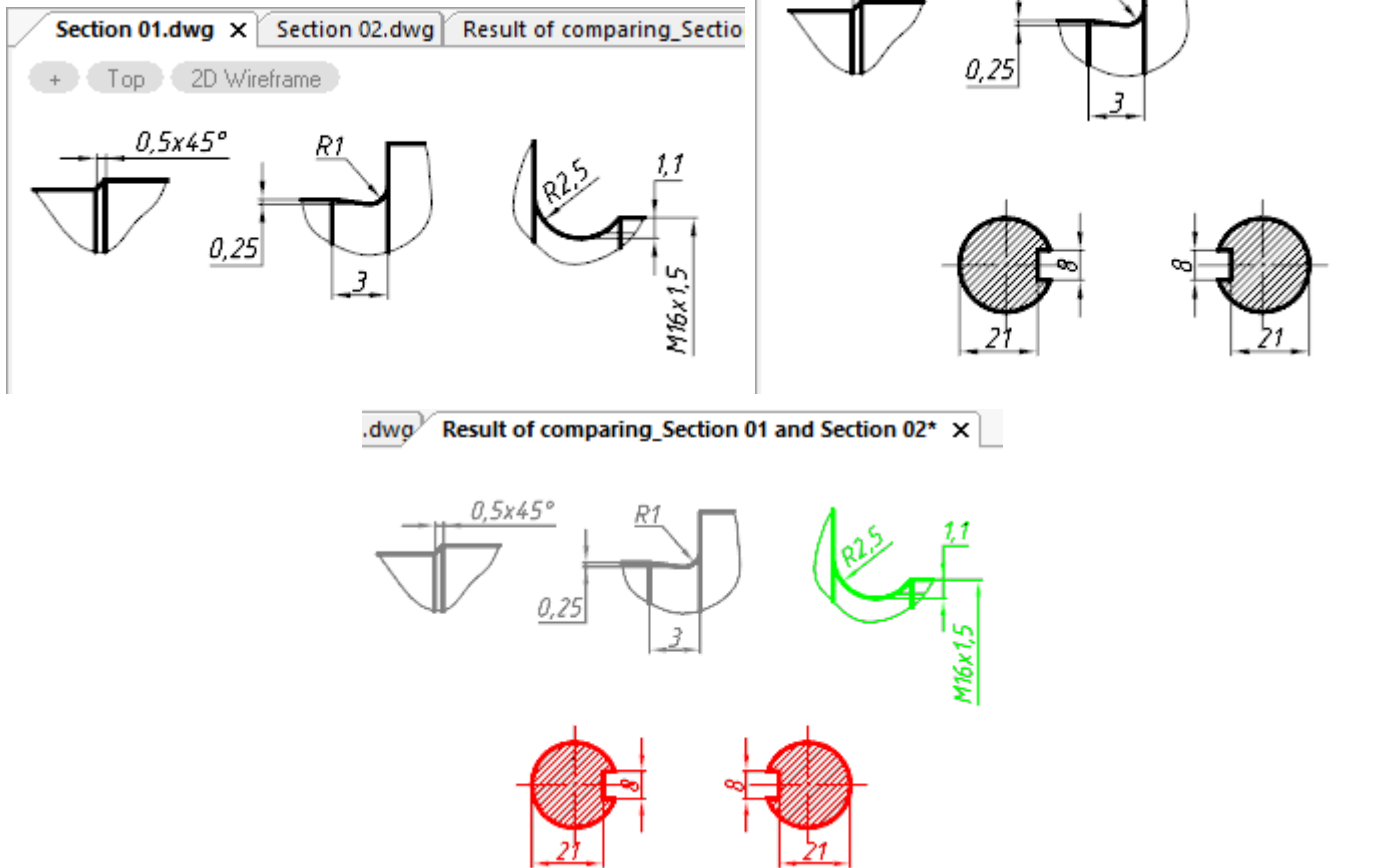 Section 01.dwg × Section 02.dwg Result of comparing_Sectio
+ Top 2D Wireframe
0,5x45°
R1
0,25
3
R2,5
1,1
M16x1,5
0,25
3
8
21
8
21
.dwg Result of comparing_Section 01 and Section 02* ×
0,5x45°
R1
0,25
3
R2,5
1,1
M16x1,5
8
21
8
21